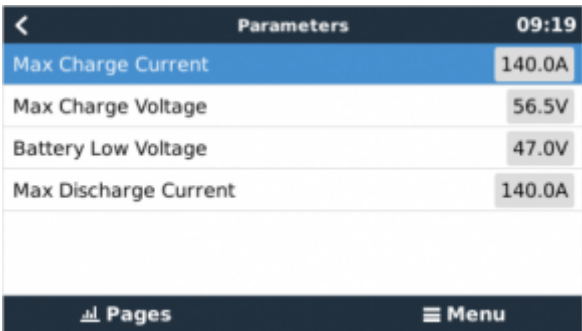 Parameters 09:19
Max Charge Current 140.0A
Max Charge Voltage 56.5V
Battery Low Voltage 47.0V
Max Discharge Current 140.0A
Pages Menu